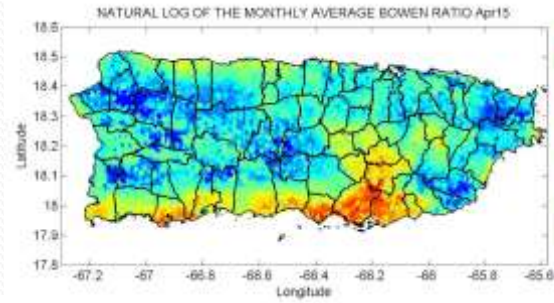 NATURAL LOG OF THE MONTHLY AVERAGE BOWEN RATIO Apr15
18.6
18.5
18.4
18.3
18.2
18.1
18
17.9
17.8
Latitude
-67.2 -67 -66.8 -66.6 -66.4 -66.2 -66 -65.8 -65.6
Longitude